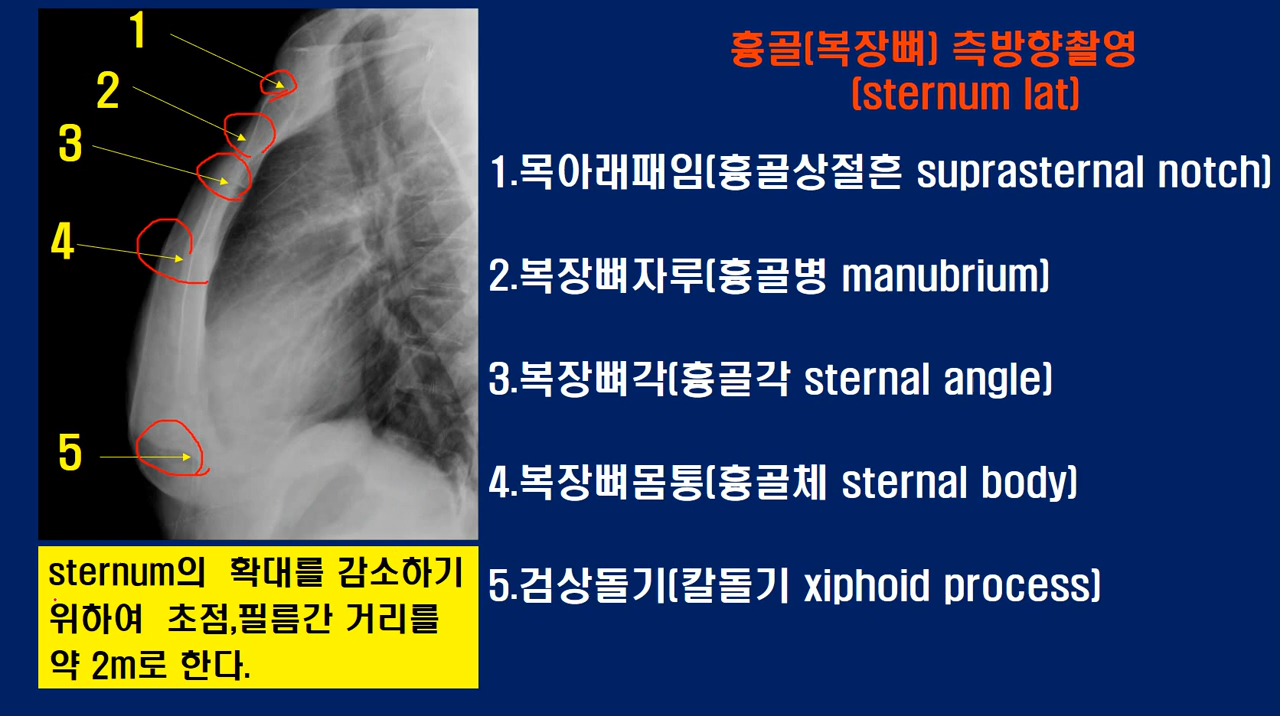 흉골(복장뼈) 측방향촬영
(sternum lat)
1
2
3
4
5
1.목아래패임(흉골상절흔 suprasternal notch)
2.복장뼈자루(흉골병 manubrium)
3.복장뼈각(흉골각 sternal angle)
4.복장뼈몸통(흉골체 sternal body)
5.검상돌기(칼돌기 xiphoid process)
sternum의 확대를 감소하기
위하여 초점,필름간 거리를
약 2m로 한다.